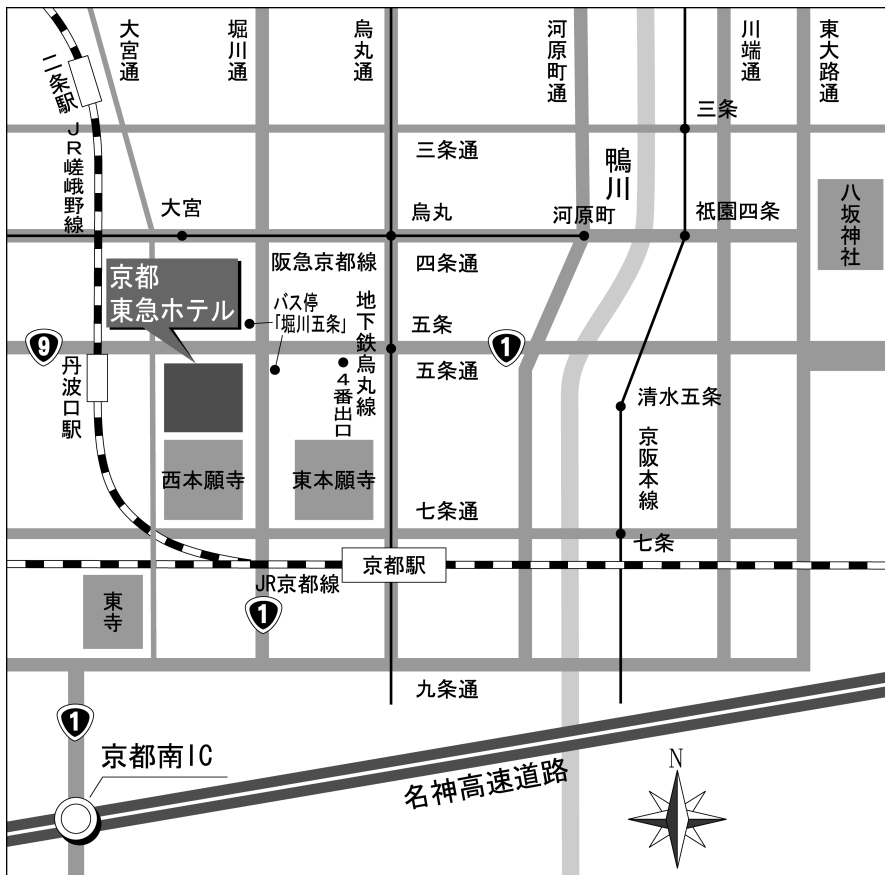 大宮通
堀川通
烏丸通
河原町通
川端通
東大路通
二条駅
JR嵯峨野線
三条
三条通
鴨川
八坂神社
大宮
烏丸
河原町
祇園四条
阪急京都線
四条通
京都
東急ホテル
バス停
「堀川五条」
地下鉄烏丸線
五条
9
1
五条通
丹波口駅
4番出口
清水五条
京阪本線
西本願寺
東本願寺
七条通
七条
京都駅
JR京都線
東寺
1
九条通
1
京都南IC
名神高速道路
N